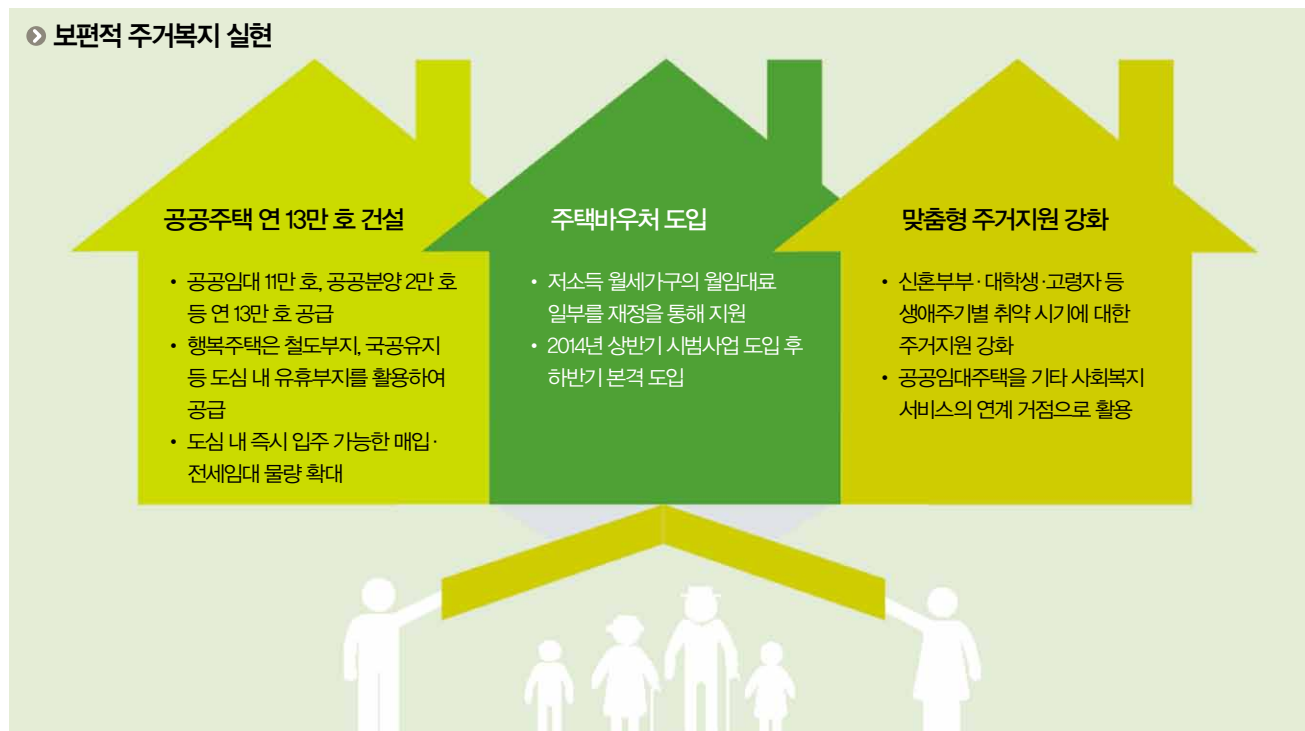 보편적 주거복지 실현
공공주택 연 13만 호 건설
• 공공임대 11만 호, 공공분양 2만 호
등 연 13만 호 공급
• 행복주택은 철도부지, 국공유지
등 도심 내 유휴부지를 활용하여
공급
• 도심 내 즉시 입주 가능한 매입·
전세임대 물량 확대
주택바우처 도입
• 저소득 월세가구의 월임대료
일부를 재정을 통해 지원
• 2014년 상반기 시범사업 도입 후
하반기 본격 도입
맞춤형 주거지원 강화
• 신혼부부·대학생·고령자 등
생애주기별 취약 시기에 대한
주거지원 강화
• 공공임대주택을 기타 사회복지
서비스의 연계 거점으로 활용